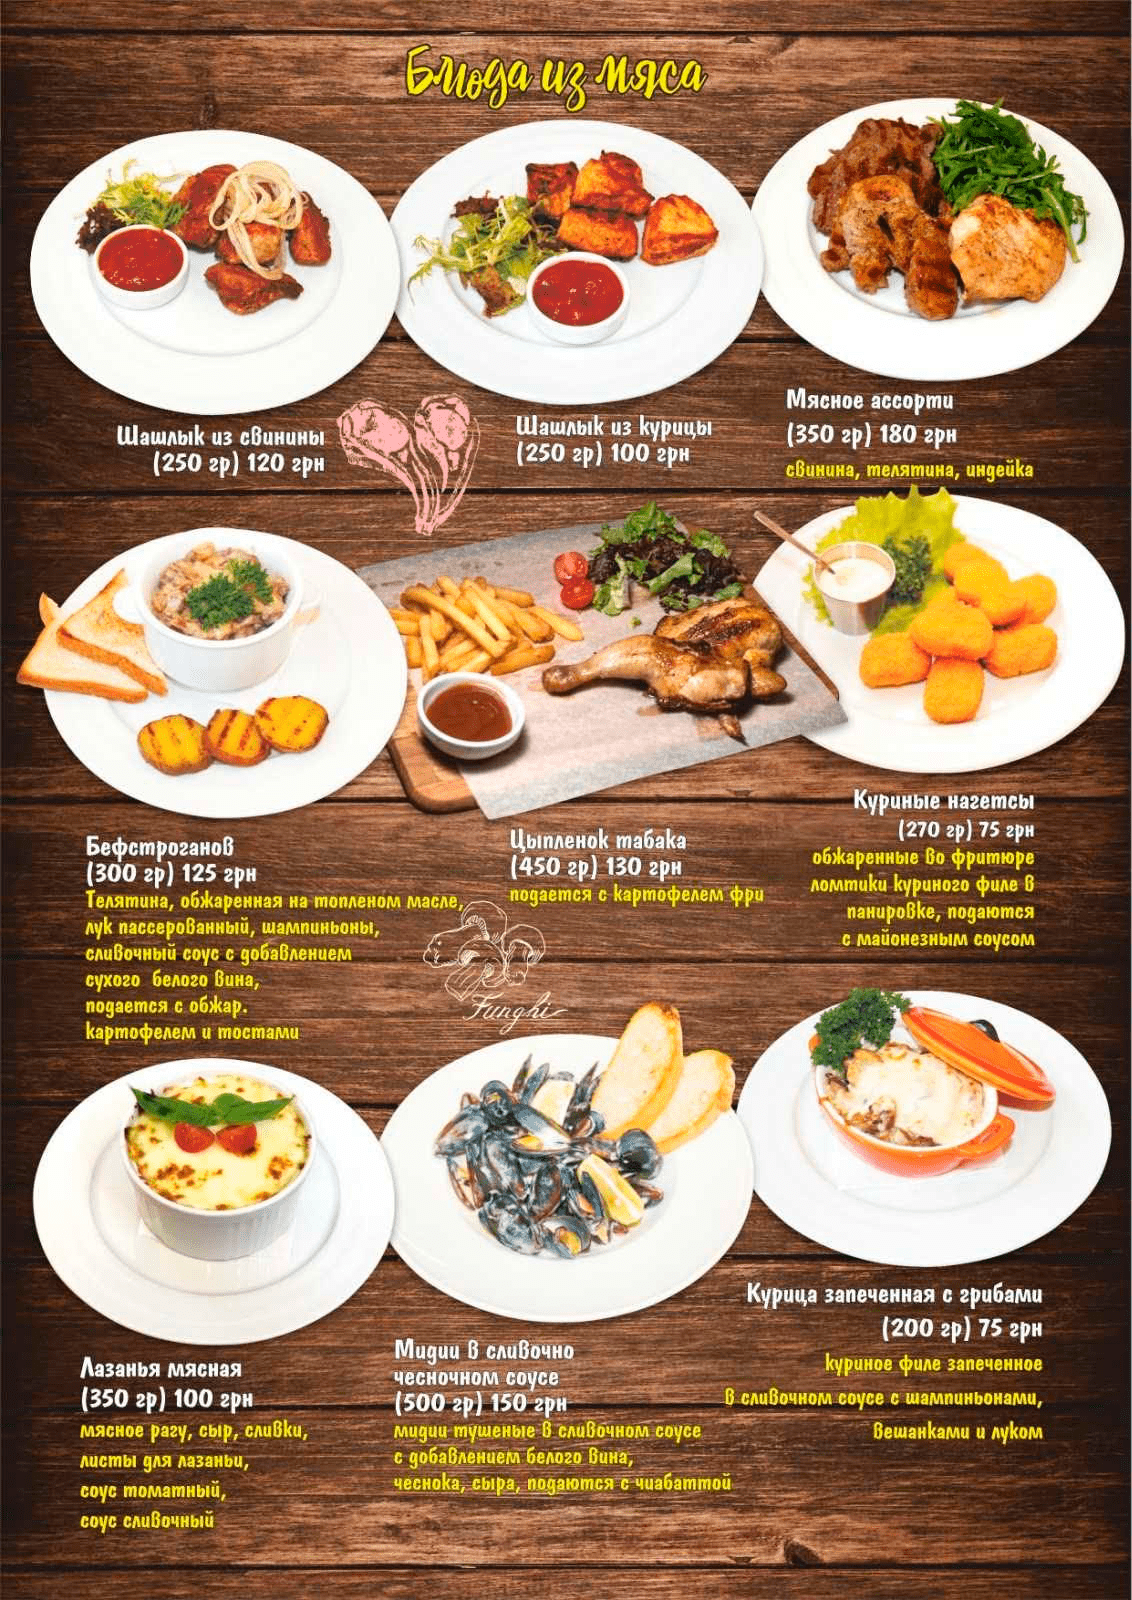 Блюда из мяса
Шашлык из свинины
(250 гр) 120 грн
Шашлык из курицы
(250 гр) 100 грн
Мясное ассорти
(350 гр) 180 грн
свинина, телятина, индейка
Бефстроганов
(300 гр) 125 грн
Телятина, обжаренная на топленом масле,
лук пассерованный, шампиньоны,
сливочный соус с добавлением
сухого белого вина,
подается с обжар.
картофелем и тостами
Цыпленок табака
(450 гр) 130 грн
подается с картофелем фри
Куриные нагетсы
(270 гр) 75 грн
обжаренные во фритюре
ломтики куриного филе в
панировке, подаются
с майонезным соусом
Funghi
Лазанья мясная
(350 гр) 100 грн
мясное рагу, сыр, сливки,
листы для лазаньи,
соус томатный,
соус сливочный
Мидии в сливочно
чесночном соусе
(500 гр) 150 грн
мидии тушеные в сливочном соусе
с добавлением белого вина,
чеснока, сыра, подаются с чиабаттой
Курица запеченная с грибами
(200 гр) 75 грн
куриное филе запеченное
в сливочном соусе с шампиньонами,
вешанками и луком